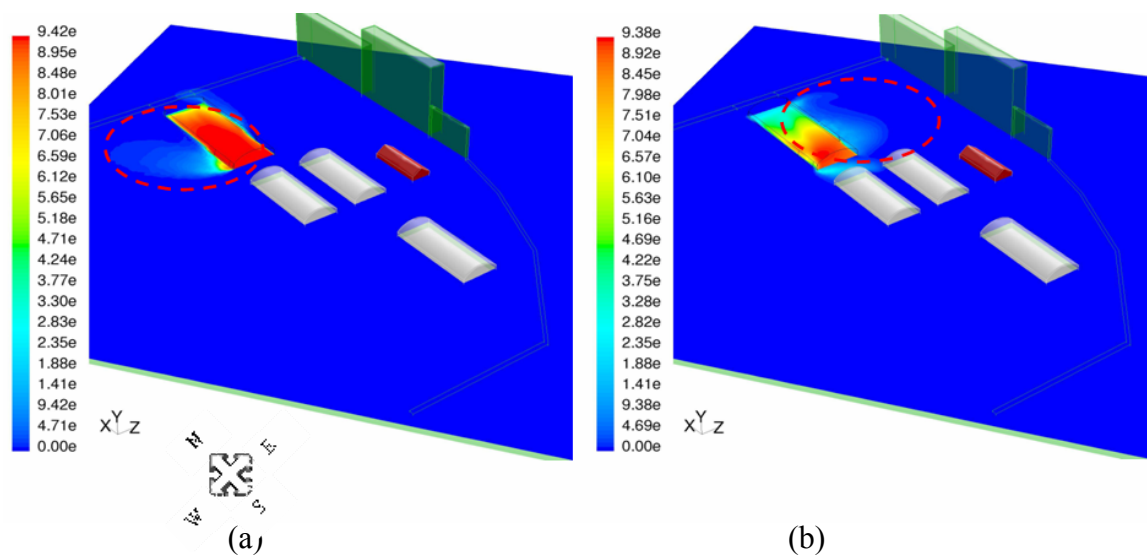 9.42e
8.95e
8.48e
8.01e
7.53e
7.06e
6.59e
6.12e
5.65e
5.18e
4.71e
4.24e
3.77e
3.30e
2.83e
2.35e
1.88e
1.41e
9.42e
4.71e
0.00e
X Y Z
N E
W S
(a)
9.38e
8.92e
8.45e
7.98e
7.51e
7.04e
6.57e
6.10e
5.63e
5.16e
4.69e
4.22e
3.75e
3.28e
2.82e
2.35e
1.88e
1.41e
9.38e
4.69e
0.00e
X Y Z
(b)